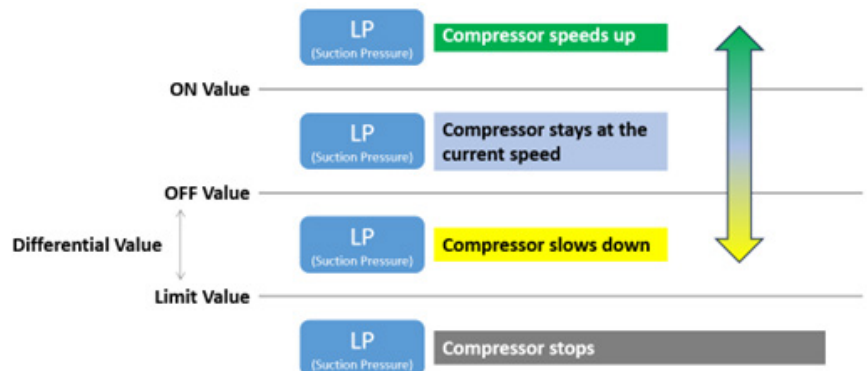 LP
(Suction Pressure)
Compressor speeds up
ON Value
LP
(Suction Pressure)
Compressor stays at the
current speed
OFF Value
Differential Value
LP
(Suction Pressure)
Compressor slows down
Limit Value
LP
(Suction Pressure)
Compressor stops